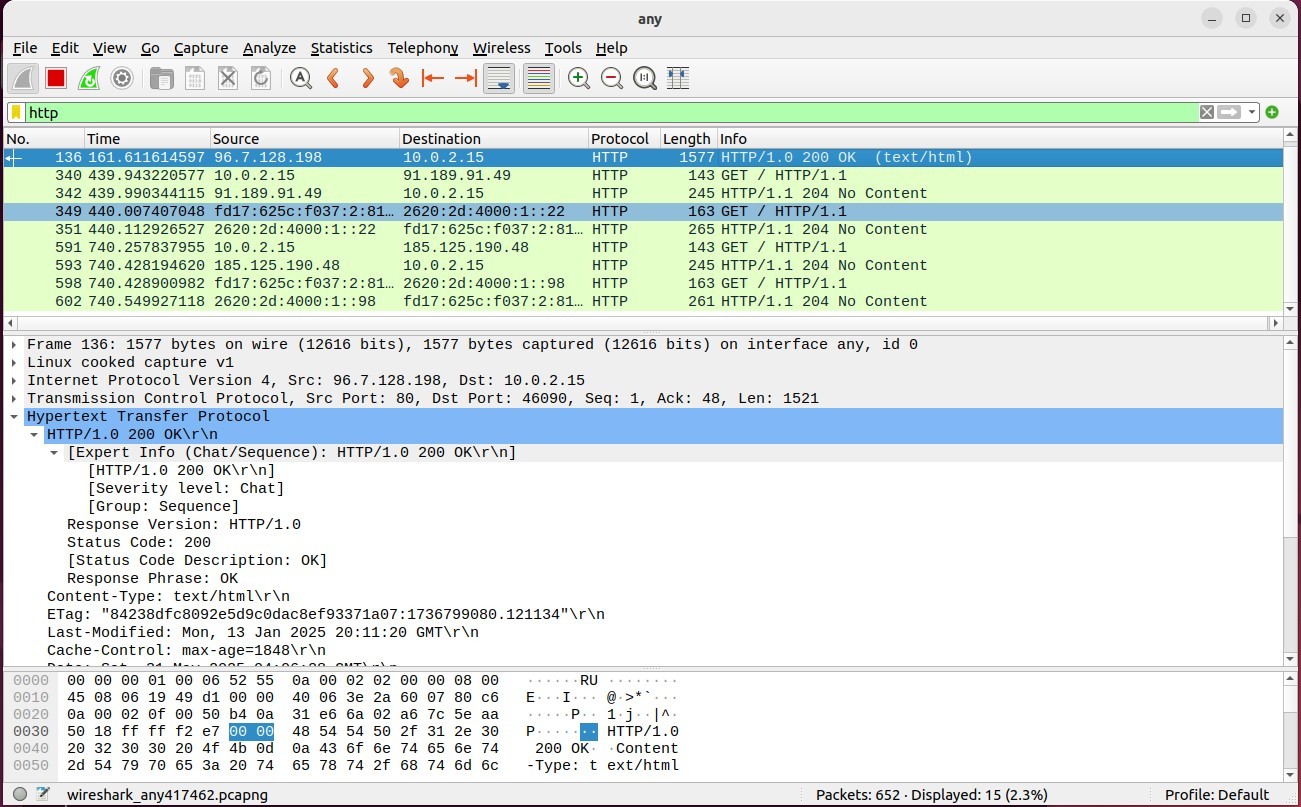 any
File Edit View Go Capture Analyze Statistics Telephony Wireless Tools Help
http
No. Time Source Destination Protocol Length Info
136 161.611614597 96.7.128.198 10.0.2.15 HTTP 1577 HTTP/1.0 200 OK (text/html)
340 439.943220577 10.0.2.15 91.189.91.49 HTTP 143 GET / HTTP/1.1
342 439.990344115 91.189.91.49 10.0.2.15 HTTP 245 HTTP/1.1 204 No Content
349 440.007407048 fd17:625c:f037:2:81… 2620:2d:4000:1::22 HTTP 163 GET / HTTP/1.1
351 440.112926527 2620:2d:4000:1::22 fd17:625c:f037:2:81… HTTP 265 HTTP/1.1 204 No Content
591 740.257837955 10.0.2.15 185.125.190.48 HTTP 143 GET / HTTP/1.1
593 740.428194620 185.125.190.48 10.0.2.15 HTTP 245 HTTP/1.1 204 No Content
598 740.428900982 fd17:625c:f037:2:81… 2620:2d:4000:1::98 HTTP 163 GET / HTTP/1.1
602 740.549927118 2620:2d:4000:1::98 fd17:625c:f037:2:81… HTTP 261 HTTP/1.1 204 No Content
Frame 136: 1577 bytes on wire (12616 bits), 1577 bytes captured (12616 bits) on interface any, id 0
Linux cooked capture v1
Internet Protocol Version 4, Src: 96.7.128.198, Dst: 10.0.2.15
Transmission Control Protocol, Src Port: 80, Dst Port: 46090, Seq: 1, Ack: 48, Len: 1521
Hypertext Transfer Protocol
HTTP/1.0 200 OK\r\n
[Expert Info (Chat/Sequence): HTTP/1.0 200 OK\r\n]
[HTTP/1.0 200 OK\r\n]
[Severity level: Chat]
[Group: Sequence]
Response Version: HTTP/1.0
Status Code: 200
[Status Code Description: OK]
Response Phrase: OK
Content-Type: text/html\r\n
ETag: "84238dfc8092e5d9c0dac8ef93371a07:1736799080.121134"\r\n
Last-Modified: Mon, 13 Jan 2025 20:11:20 GMT\r\n
Cache-Control: max-age=1848\r\n
0000 00 00 00 01 00 06 52 55 0a 00 02 02 00 00 08 00 ······RU ········
0010 45 08 06 19 49 d1 00 00 40 06 3e 2a 60 07 80 c6 E···I··· @·>*`···
0020 0a 00 02 0f 00 50 b4 0a 31 e6 6a 02 a6 7c 5e aa ·····P·· 1·j··|^·
0030 50 18 ff ff f2 e7 00 00 48 54 54 50 2f 31 2e 30 P······· HTTP/1.0
0040 20 32 30 30 20 4f 4b 0d 0a 43 6f 6e 74 65 6e 74 200 OK· ·Content
0050 2d 54 79 70 65 3a 20 74 65 78 74 2f 68 74 6d 6c -Type: t ext/html
wireshark_any417462.pcapng Packets: 652 · Displayed: 15 (2.3%) Profile: Default